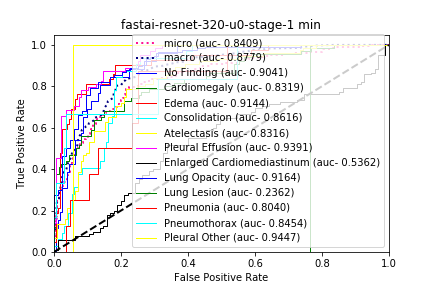 fastai-resnet-320-u0-stage-1 min
True Positive Rate
1.0
0.8
0.6
0.4
0.2
0.0
micro (auc- 0.8409)
macro (auc- 0.8779)
No Finding (auc- 0.9041)
Cardiomegaly (auc- 0.8319)
Edema (auc- 0.9144)
Consolidation (auc- 0.8616)
Atelectasis (auc- 0.8316)
Pleural Effusion (auc- 0.9391)
Enlarged Cardiomediastinum (auc- 0.5362)
Lung Opacity (auc- 0.9164)
Lung Lesion (auc- 0.2362)
Pneumonia (auc- 0.8040)
Pneumothorax (auc- 0.8454)
Pleural Other (auc- 0.9447)
0.0 0.2 0.4 0.6 0.8 1.0
False Positive Rate